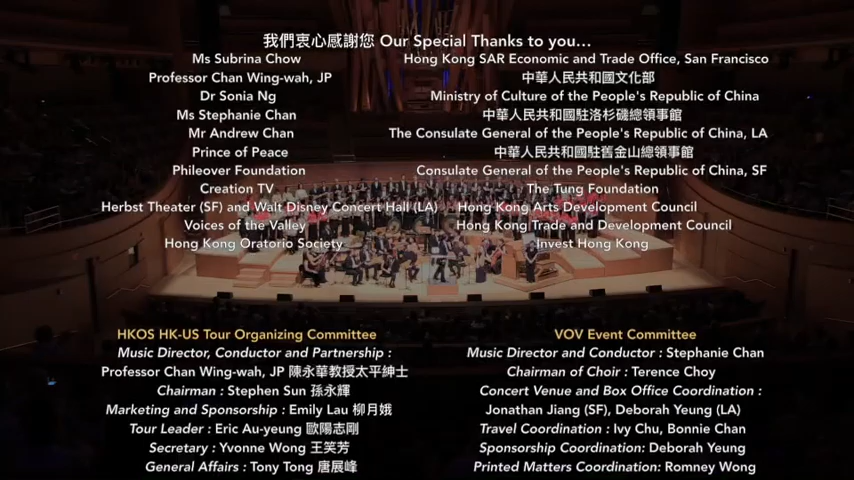 我們衷心感謝您 Our Special Thanks to you...
Ms Subrina Chow
Professor Chan Wing-wah, JP
Dr Sonia Ng
Ms Stephanie Chan
Mr Andrew Chan
Prince of Peace
Phileover Foundation
Creation TV
Herbst Theater (SF) and Walt Disney Concert Hall (LA)
Voices of the Valley
Hong Kong Oratorio Society
Hong Kong SAR Economic and Trade Office, San Francisco
中華人民共和國文化部
Ministry of Culture of the People's Republic of China
中華人民共和國駐洛杉磯總領事館
The Consulate General of the People's Republic of China, LA
中華人民共和國駐舊金山總領事館
Consulate General of the People's Republic of China, SF
The Tung Foundation
Hong Kong Arts Development Council
Hong Kong Trade and Development Council
Invest Hong Kong
HKOS HK-US Tour Organizing Committee
Music Director, Conductor and Partnership :
Professor Chan Wing-wah, JP 陳永華教授太平紳士
Chairman : Stephen Sun 孫永輝
Marketing and Sponsorship : Emily Lau 柳月娥
Tour Leader : Eric Au-yeung 歐陽志剛
Secretary : Yvonne Wong 王笑芳
General Affairs : Tony Tong 唐展峰
VOV Event Committee
Music Director and Conductor : Stephanie Chan
Chairman of Choir : Terence Choy
Concert Venue and Box Office Coordination :
Jonathan Jiang (SF), Deborah Yeung (LA)
Travel Coordination : Ivy Chu, Bonnie Chan
Sponsorship Coordination: Deborah Yeung
Printed Matters Coordination: Romney Wong